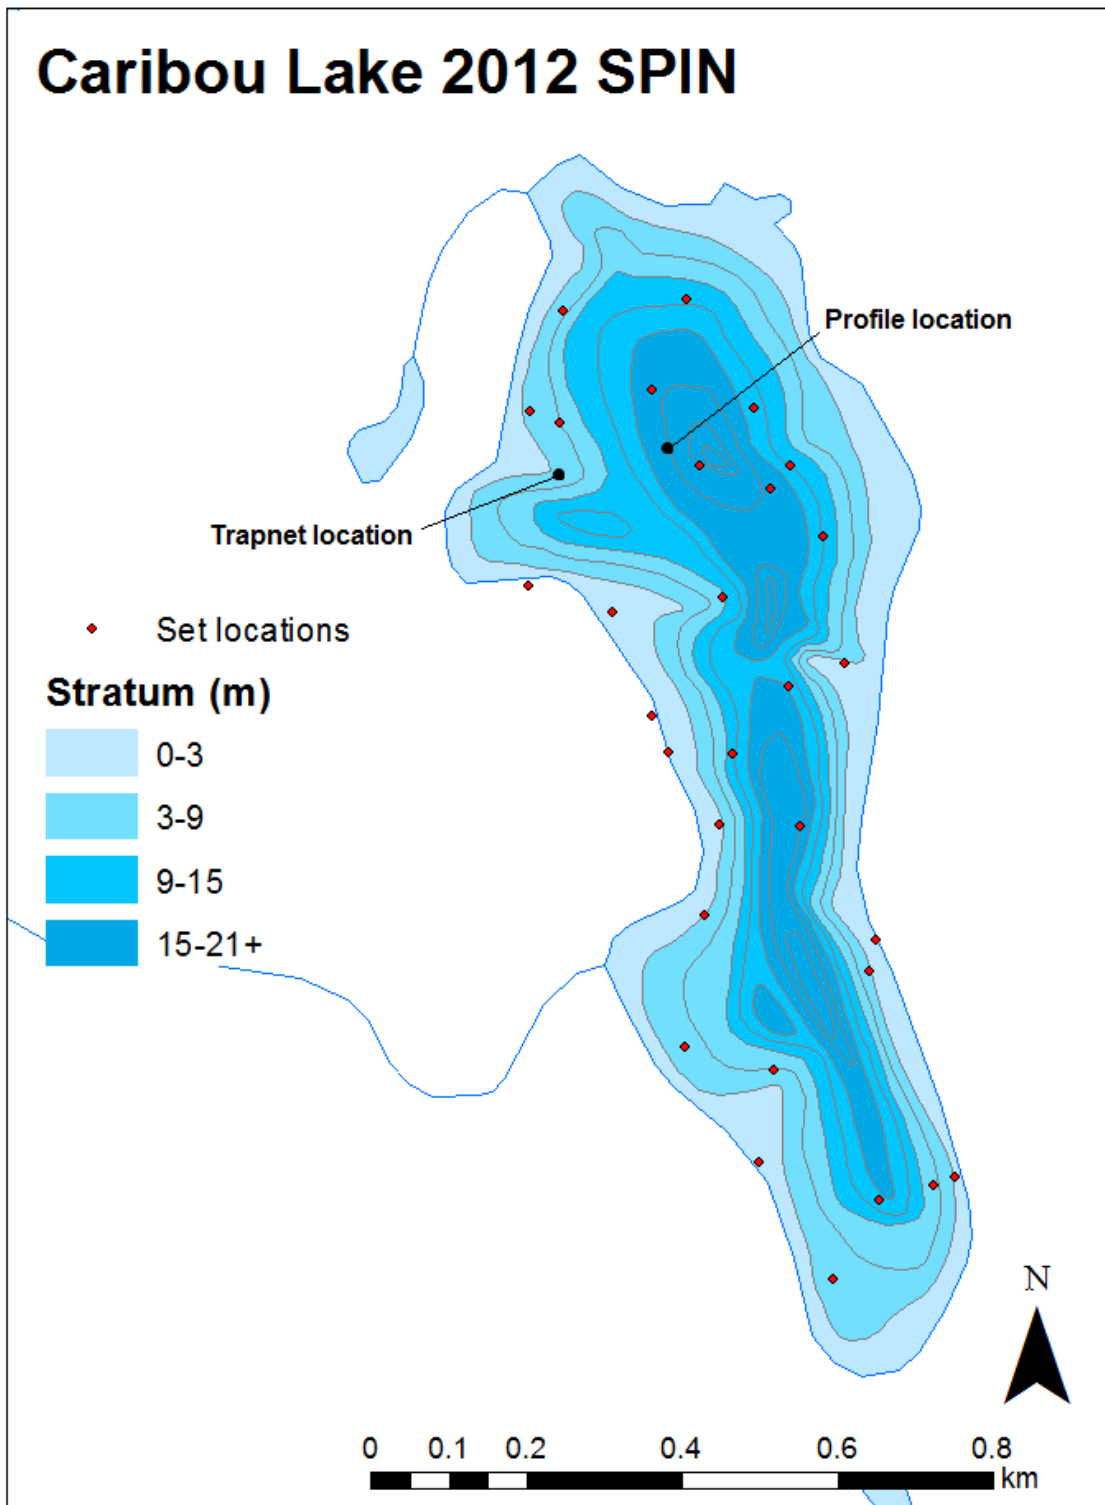 Caribou Lake 2012 SPIN
Profile location
Trapnet location
Set locations
Stratum (m)
0-3
3-9
9-15
15-21+
N
0 0.1 0.2 0.4 0.6 0.8
km